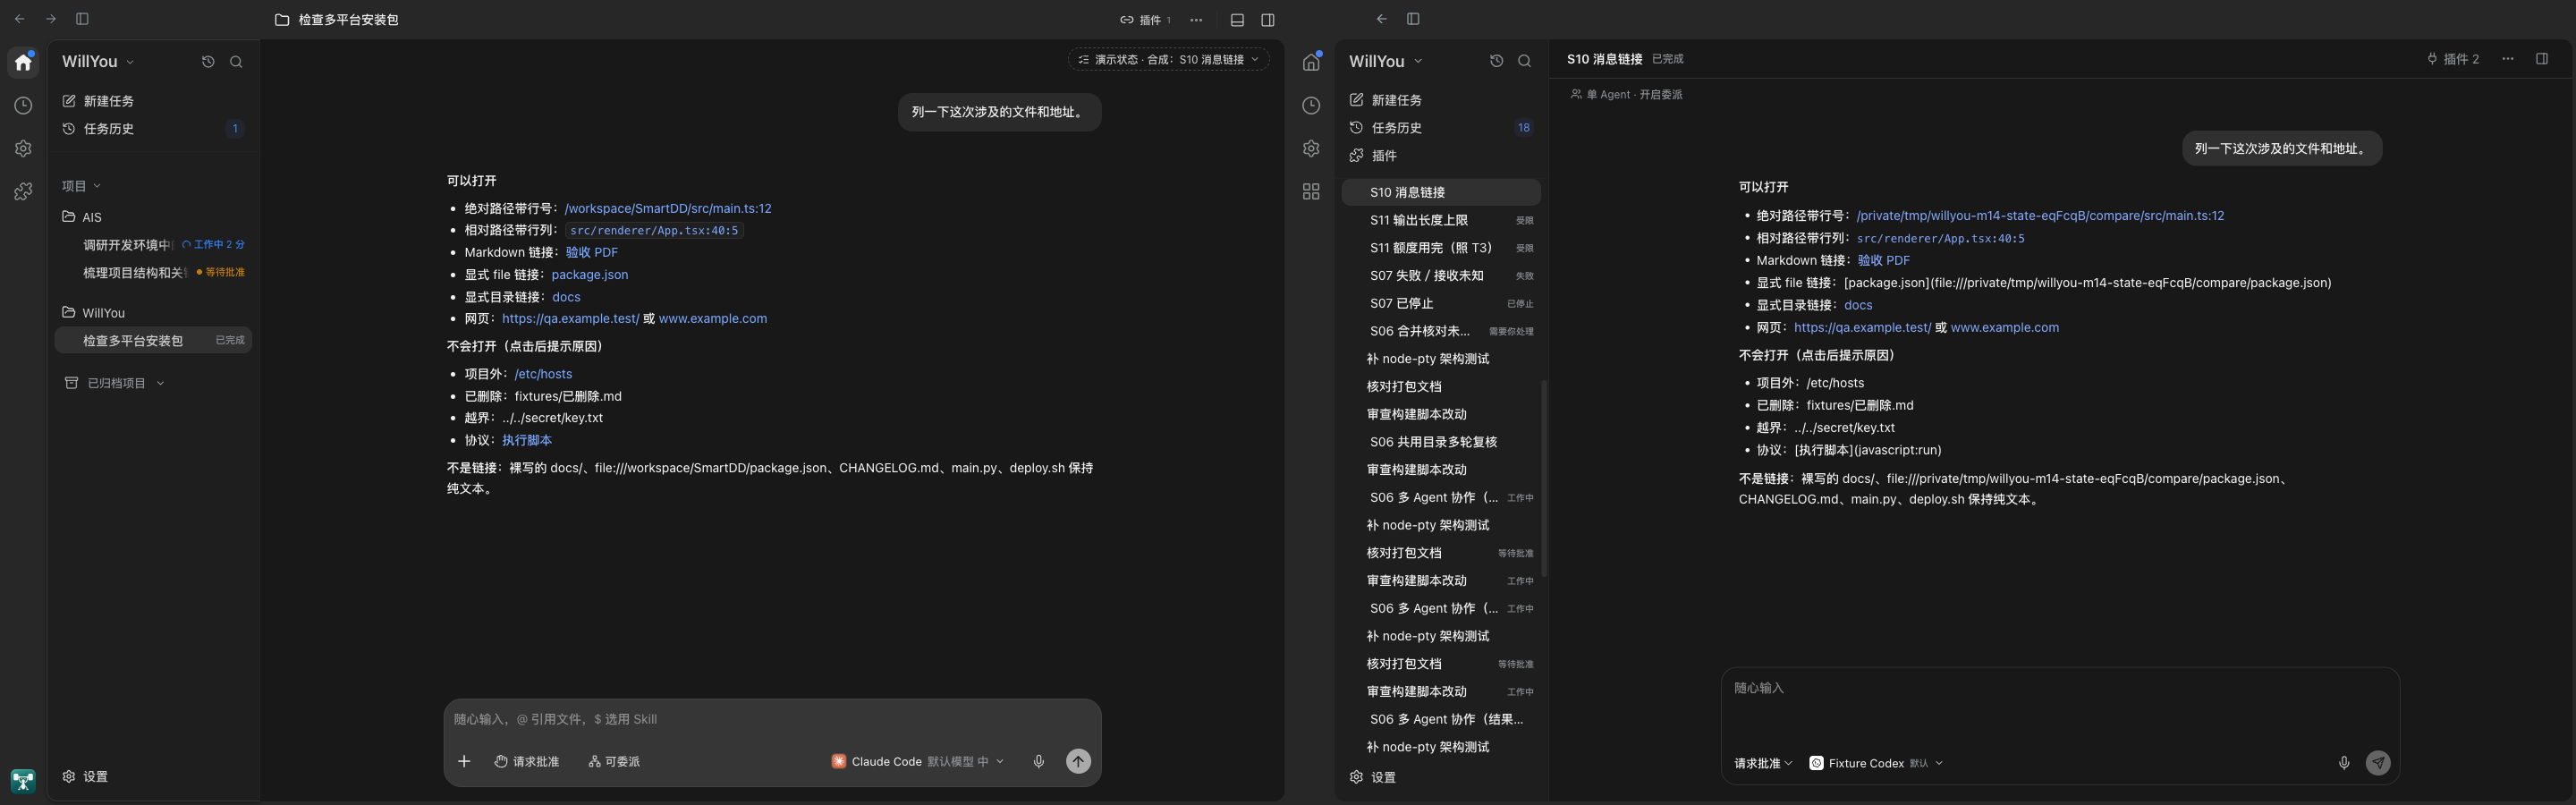 检查多平台安装包
插件 1
WillYou
新建任务
任务历史 1
项目
AIS
调研开发环境中 工作中 2 分
梳理项目结构和关 等待批准
WillYou
检查多平台安装包 已完成
已归档项目
设置
演示状态 · 合成：S10 消息链接
列一下这次涉及的文件和地址。
可以打开
• 绝对路径带行号：/workspace/SmartDD/src/main.ts:12
• 相对路径带行列：src/renderer/App.tsx:40:5
• Markdown 链接：验收 PDF
• 显式 file 链接：package.json
• 显式目录链接：docs
• 网页：https://qa.example.test/ 或 www.example.com
不会打开（点击后提示原因）
• 项目外：/etc/hosts
• 已删除：fixtures/已删除.md
• 越界：../../secret/key.txt
• 协议：执行脚本
不是链接：裸写的 docs/、file:///workspace/SmartDD/package.json、CHANGELOG.md、main.py、deploy.sh 保持
纯文本。
随心输入，@ 引用文件，$ 选用 Skill
请求批准
可委派
Claude Code 默认模型 中
WillYou
新建任务
任务历史 18
插件
S10 消息链接
S11 输出长度上限 受限
S11 额度用完（照 T3） 受限
S07 失败 / 接收未知 失败
S07 已停止 已停止
S06 合并核对未... 需要你处理
补 node-pty 架构测试
核对打包文档
审查构建脚本改动
S06 共用目录多轮复核
审查构建脚本改动
S06 多 Agent 协作（... 工作中
补 node-pty 架构测试
核对打包文档 等待批准
审查构建脚本改动 工作中
S06 多 Agent 协作（... 工作中
补 node-pty 架构测试
核对打包文档 等待批准
审查构建脚本改动 工作中
S06 多 Agent 协作（结果...
补 node-pty 架构测试
设置
S10 消息链接 已完成
插件 2
单 Agent · 开启委派
列一下这次涉及的文件和地址。
可以打开
• 绝对路径带行号：/private/tmp/willyou-m14-state-eqFcqB/compare/src/main.ts:12
• 相对路径带行列：src/renderer/App.tsx:40:5
• Markdown 链接：验收 PDF
• 显式 file 链接：[package.json](file:///private/tmp/willyou-m14-state-eqFcqB/compare/package.json)
• 显式目录链接：docs
• 网页：https://qa.example.test/ 或 www.example.com
不会打开（点击后提示原因）
• 项目外：/etc/hosts
• 已删除：fixtures/已删除.md
• 越界：../../secret/key.txt
• 协议：[执行脚本](javascript:run)
不是链接：裸写的 docs/、file:///private/tmp/willyou-m14-state-eqFcqB/compare/package.json、
CHANGELOG.md、main.py、deploy.sh 保持纯文本。
随心输入
请求批准
Fixture Codex 默认